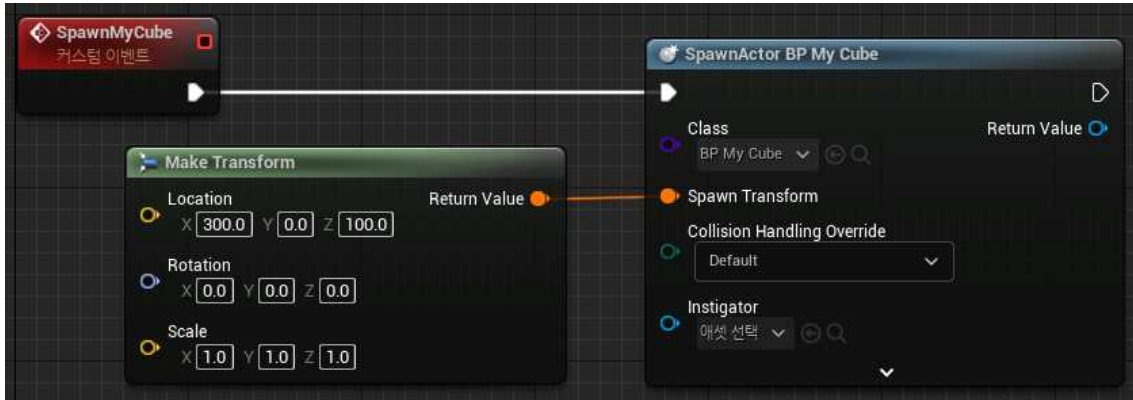 SpawnMyCube
커스텀 이벤트
SpawnActor BP My Cube
Class
Return Value
BP My Cube
Spawn Transform
Collision Handling Override
Default
Instigator
애셋 선택
Make Transform
Location
Return Value
X 300.0 Y 0.0 Z 100.0
Rotation
X 0.0 Y 0.0 Z 0.0
Scale
X 1.0 Y 1.0 Z 1.0